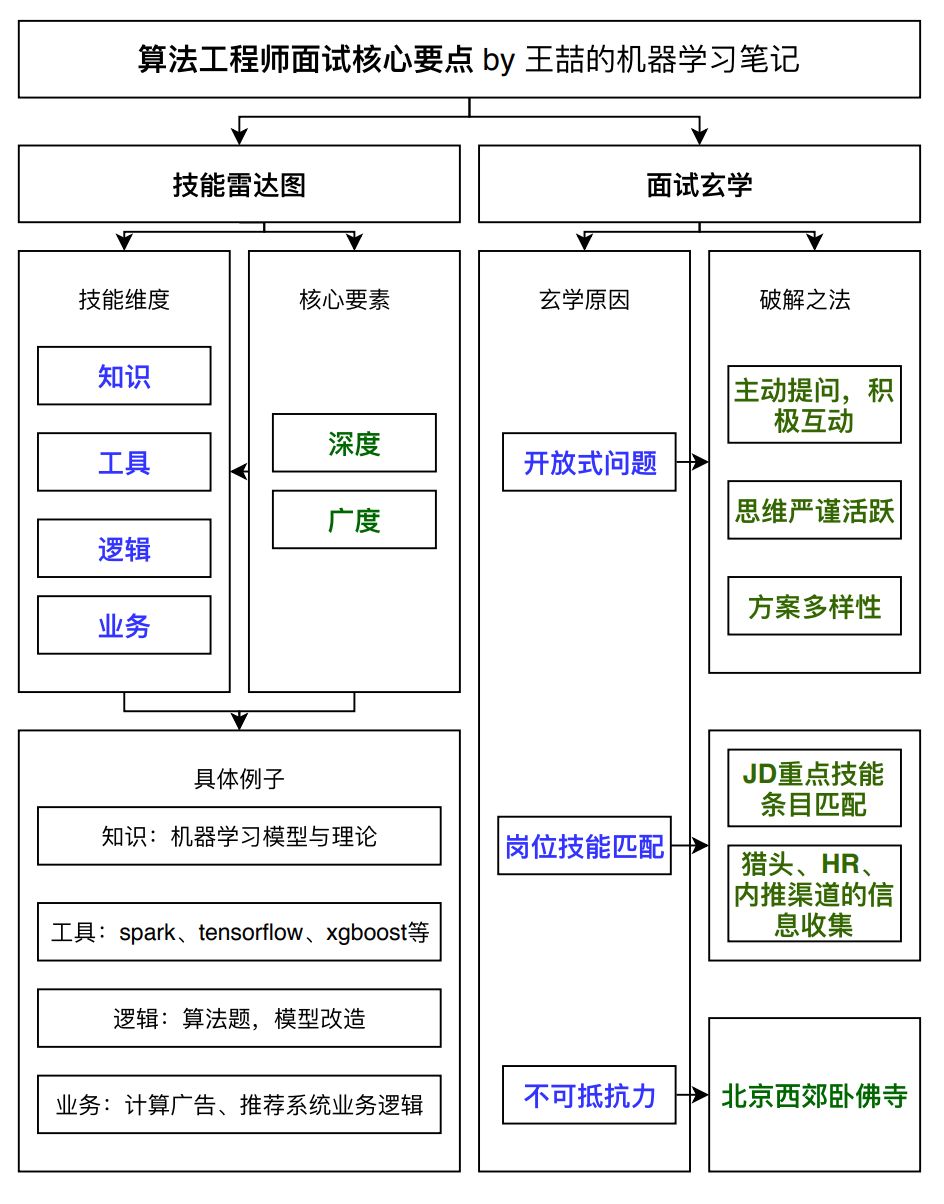 算法工程师面试核心要点 by 王喆的机器学习笔记
技能雷达图
技能维度
知识
工具
逻辑
业务
核心要素
深度
广度
具体例子
知识：机器学习模型与理论
工具：spark、tensorflow、xgboost等
逻辑：算法题，模型改造
业务：计算广告、推荐系统业务逻辑
面试玄学
玄学原因
开放式问题
岗位技能匹配
不可抵抗力
破解之法
主动提问，积
极互动
思维严谨活跃
方案多样性
JD重点技能
条目匹配
猎头、HR、
内推渠道的信
息收集
北京西郊卧佛寺